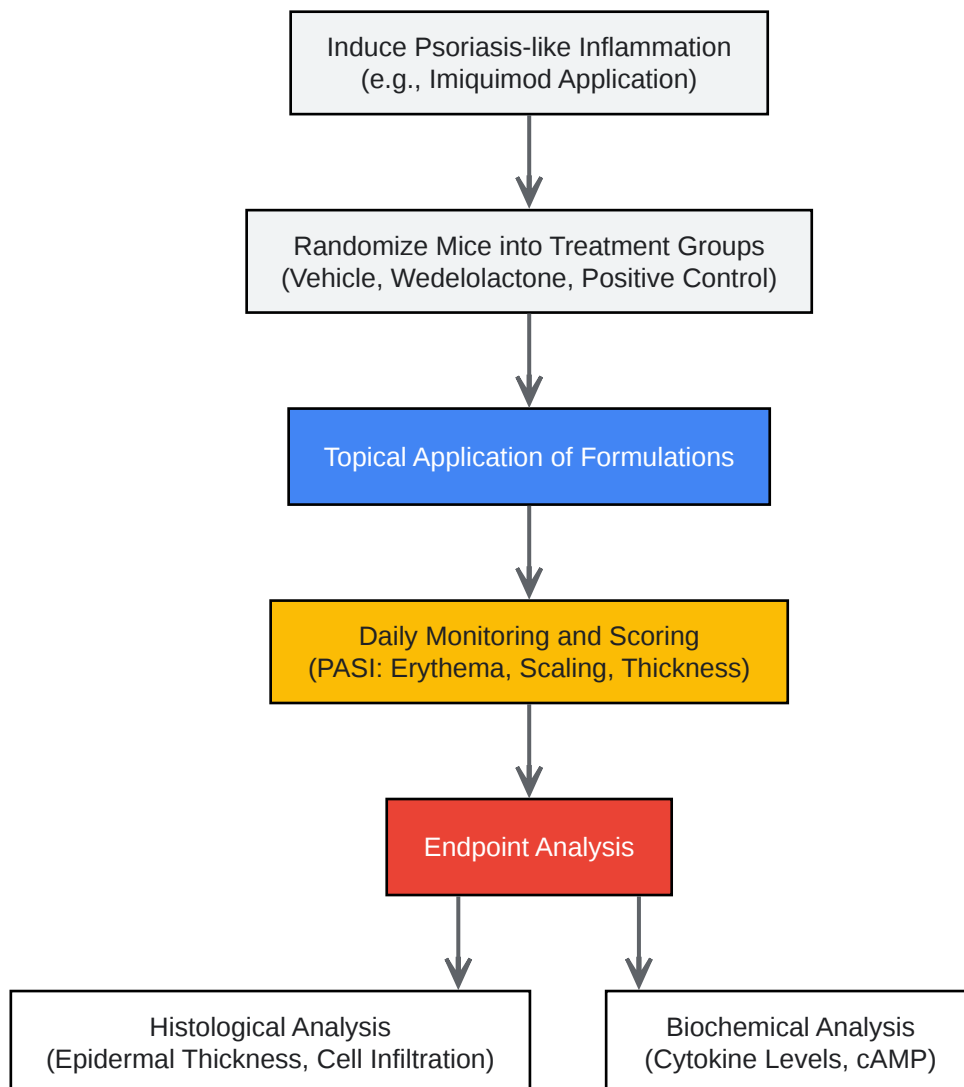 Induce Psoriasis-like Inflammation
(e.g., Imiquimod Application)
Randomize Mice into Treatment Groups
(Vehicle, Wedelolactone, Positive Control)
Topical Application of Formulations
Daily Monitoring and Scoring
(PASI: Erythema, Scaling, Thickness)
Endpoint Analysis
Histological Analysis
(Epidermal Thickness, Cell Infiltration)
Biochemical Analysis
(Cytokine Levels, cAMP)